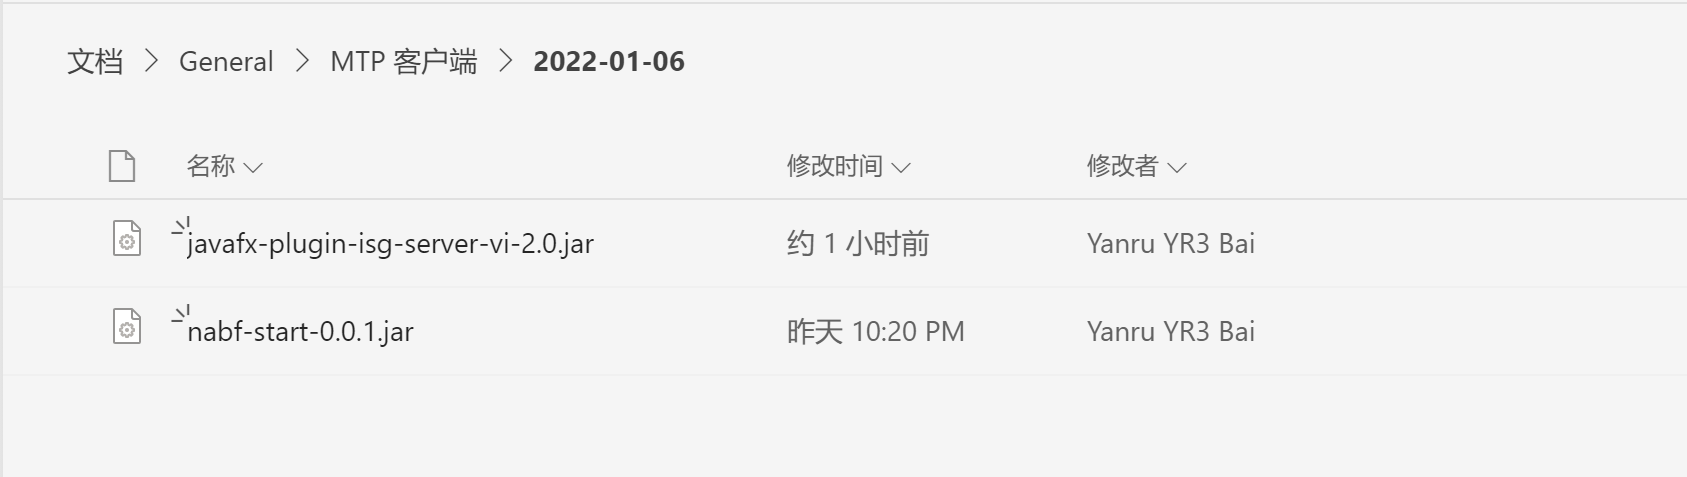 文档 > General > MTP 客户端 > 2022-01-06
名称 修改时间 修改者
javafx-plugin-isg-server-vi-2.0.jar 约 1 小时前 Yanru YR3 Bai
nabf-start-0.0.1.jar 昨天 10:20 PM Yanru YR3 Bai